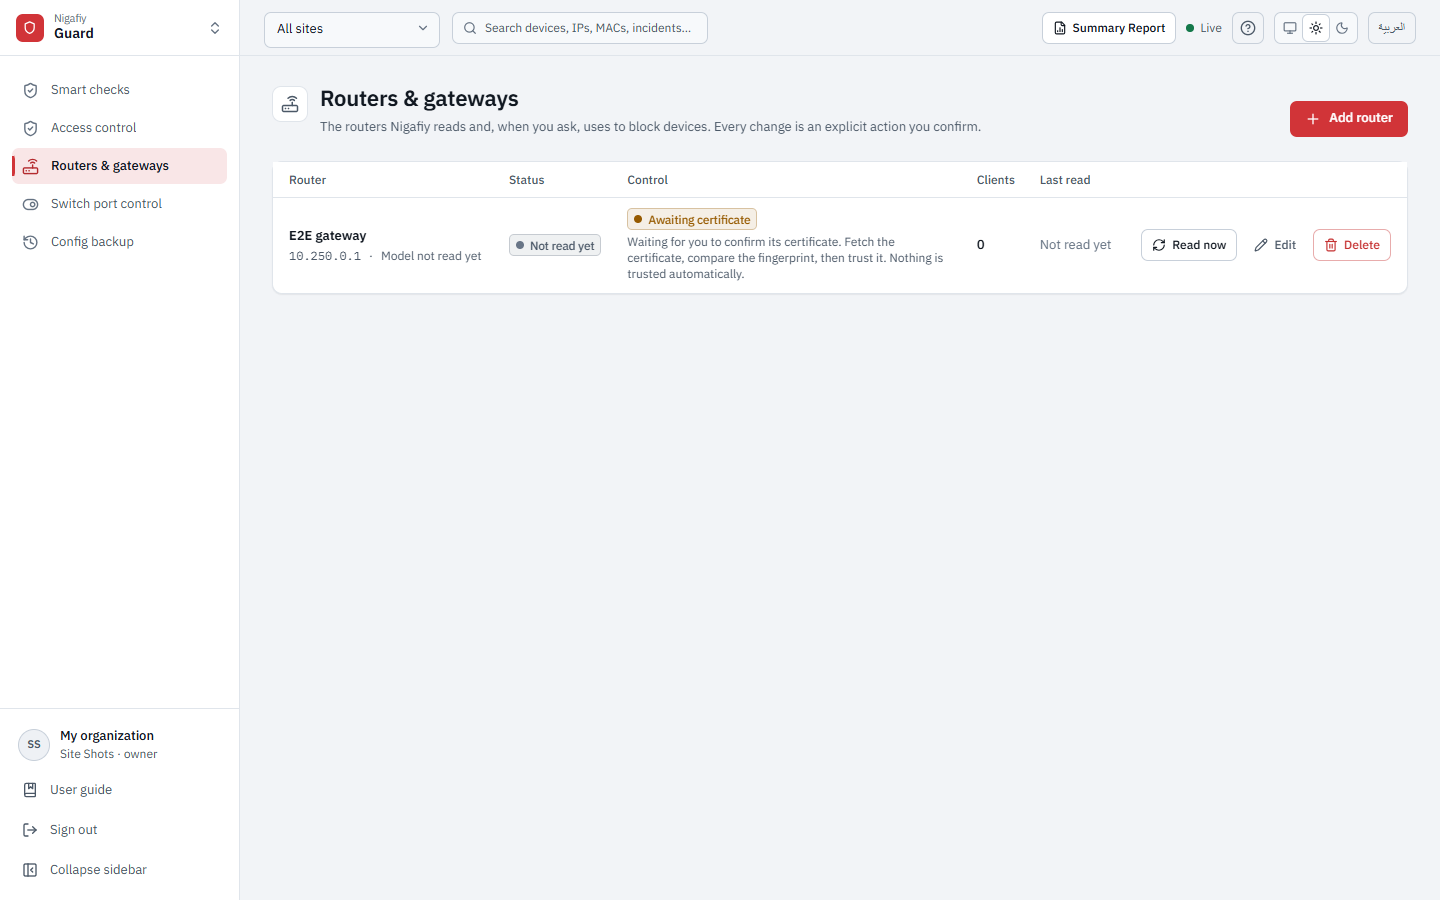 Nigafiy
Guard
All sites
Search devices, IPs, MACs, incidents...
Summary Report
Live
العربية
Smart checks
Access control
Routers & gateways
Switch port control
Config backup
Routers & gateways
The routers Nigafiy reads and, when you ask, uses to block devices. Every change is an explicit action you confirm.
Add router
Router
Status
Control
Clients
Last read
E2E gateway
10.250.0.1 · Model not read yet
Not read yet
Awaiting certificate
Waiting for you to confirm its certificate. Fetch the
certificate, compare the fingerprint, then trust it. Nothing is
trusted automatically.
0
Not read yet
Read now
Edit
Delete
SS
My organization
Site Shots · owner
User guide
Sign out
Collapse sidebar